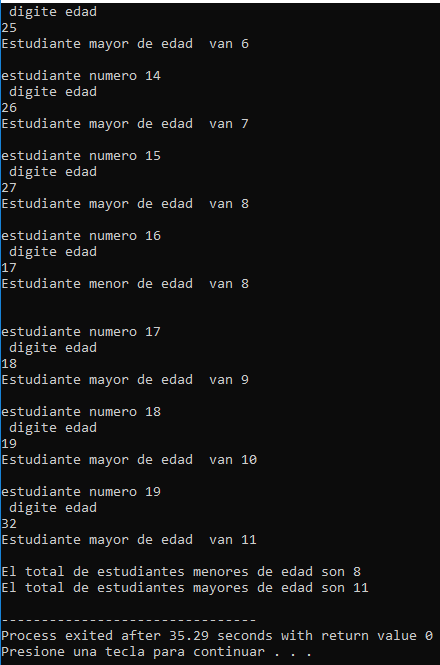 digite edad
25
Estudiante mayor de edad  van 6
estudiante numero 14
 digite edad
26
Estudiante mayor de edad  van 7
estudiante numero 15
 digite edad
27
Estudiante mayor de edad  van 8
estudiante numero 16
 digite edad
17
Estudiante menor de edad  van 8
estudiante numero 17
 digite edad
18
Estudiante mayor de edad  van 9
estudiante numero 18
 digite edad
19
Estudiante mayor de edad  van 10
estudiante numero 19
 digite edad
32
Estudiante mayor de edad  van 11
El total de estudiantes menores de edad son 8
El total de estudiantes mayores de edad son 11
--------------------------------
Process exited after 35.29 seconds with return value 0
Presione una tecla para continuar . . .